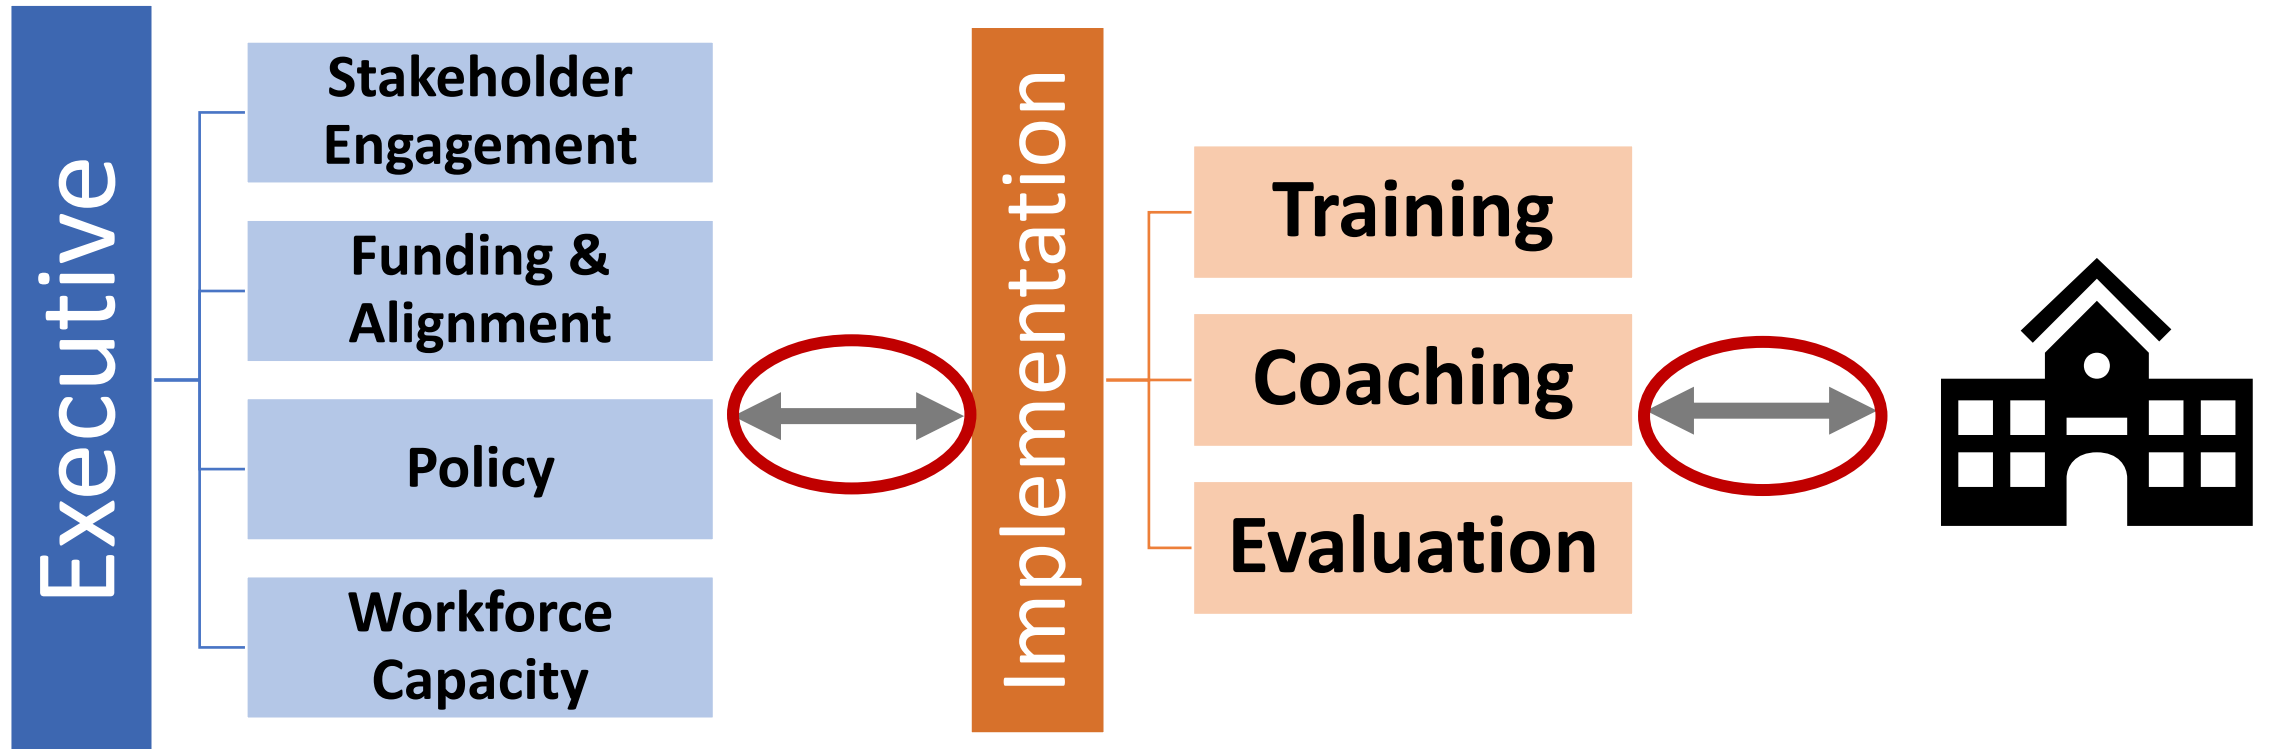 Executive
Stakeholder
Engagement
Funding &
Alignment
Policy
Workforce
Capacity
Implementation
Training
Coaching
Evaluation